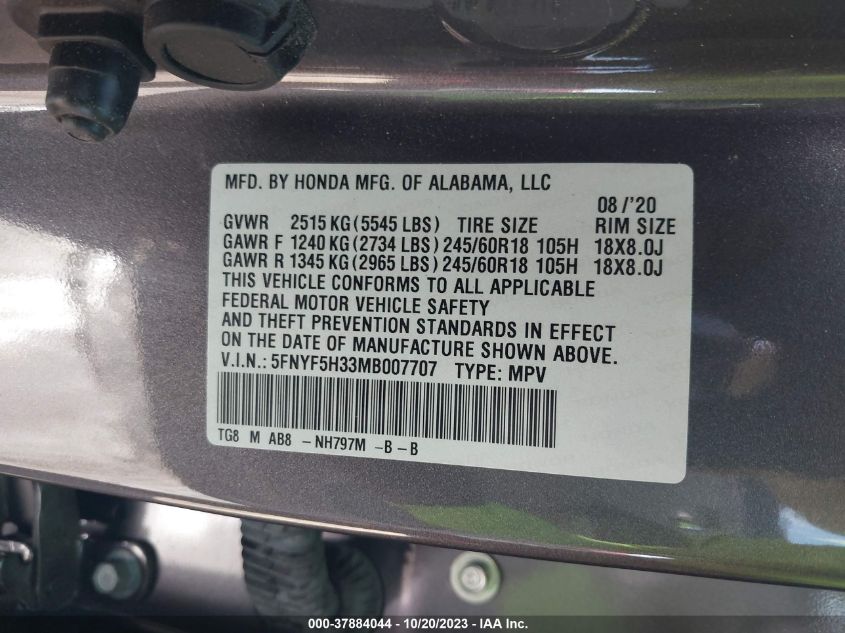 MFD. BY HONDA MFG. OF ALABAMA, LLC
08 /'20
GVWR 2515 KG (5545 LBS) TIRE SIZE RIM SIZE
GAWR F 1240 KG (2734 LBS) 245/60R18 105H 18X8.0J
GAWR R 1345 KG (2965 LBS) 245/60R18 105H 18X8.0J
THIS VEHICLE CONFORMS TO ALL APPLICABLE
FEDERAL MOTOR VEHICLE SAFETY
AND THEFT PREVENTION STANDARDS IN EFFECT
ON THE DATE OF MANUFACTURE SHOWN ABOVE.
V.I.N.: 5FNYF5H33MB007707 TYPE: MPV
TG8 M AB8 -NH797M -B-B
000-37884044 - 10/20/2023 - IAA Inc.